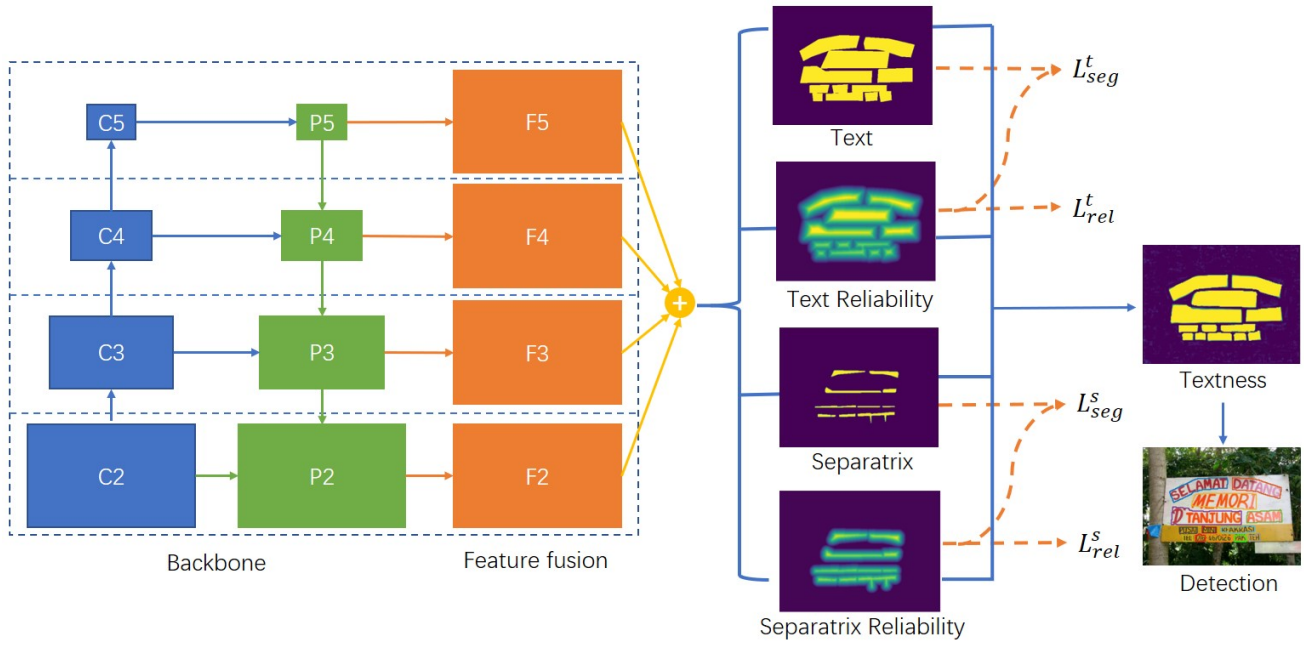 C5 P5 F5
C4 P4 F4
C3 P3 F3
C2 P2 F2
Backbone
Feature fusion
+
Text
Text Reliability
Separatrix
Separatrix Reliability
L^t_seg
L^t_rel
L^s_seg
L^s_rel
Textness
SELAMAT DATANG
MEMORI
D' TANJUNG ASAM
Detection